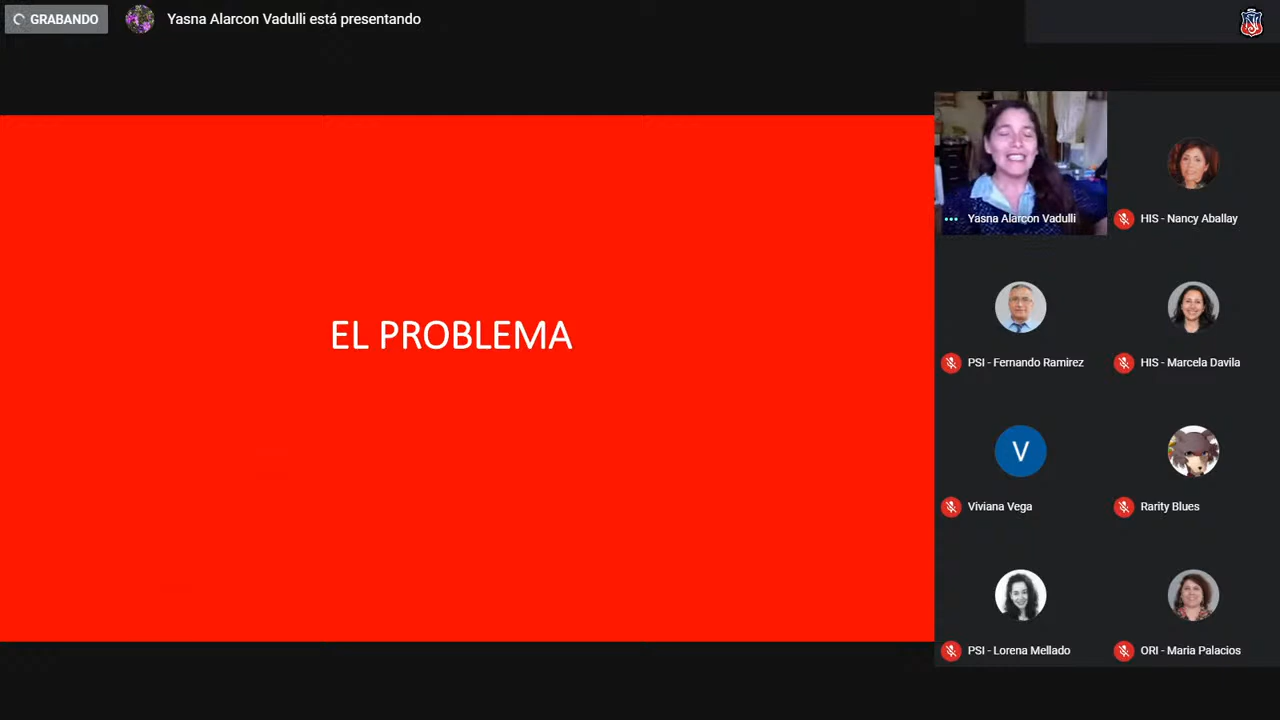 GRABANDO
Yasna Alarcon Vadulli está presentando
EL PROBLEMA
Yasna Alarcon Vadulli
HIS - Nancy Aballay
PSI - Fernando Ramirez
HIS - Marcela Davila
V
Viviana Vega
Rarity Blues
PSI - Lorena Mellado
ORI - Maria Palacios